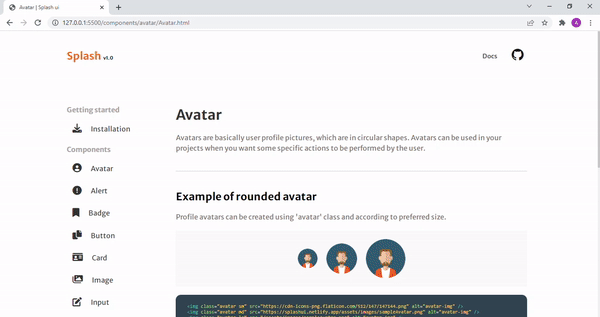 Avatar | Splash ui
127.0.0.1:5500/components/avatar/Avatar.html
A
Splash v1.0
Docs
Getting started
Installation
Components
Avatar
Alert
Badge
Button
Card
Image
Input
Avatar
Avatars are basically user profile pictures, which are in circular shapes. Avatars can be used in your
projects when you want some specific actions to be performed by the user.
Example of rounded avatar
Profile avatars can be created using 'avatar' class and according to preferred size.
<img class="avatar sm" src="https://cdn-icons-png.flaticon.com/512/147/147144.png" alt="avatar-img" />
<img class="avatar md" src="https://splashui.netlify.app/assets/images/sampleAvatar.png" alt="avatar-img" />